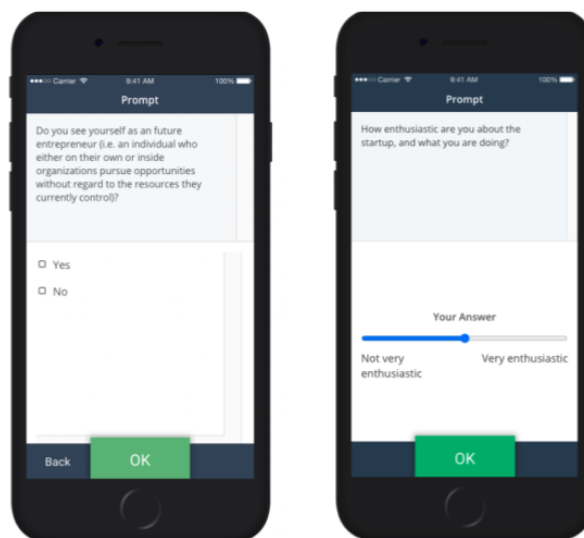 Carrier
9:41 AM
100%
Prompt
Do you see yourself as an future
entrepreneur (i.e. an individual who
either on their own or inside
organizations pursue opportunities
without regard to the resources they
currently control)?
Yes
No
Back
OK
Carrier
9:41 AM
100%
Prompt
How enthusiastic are you about the
startup, and what you are doing?
Your Answer
Not very
enthusiastic
Very enthusiastic
OK